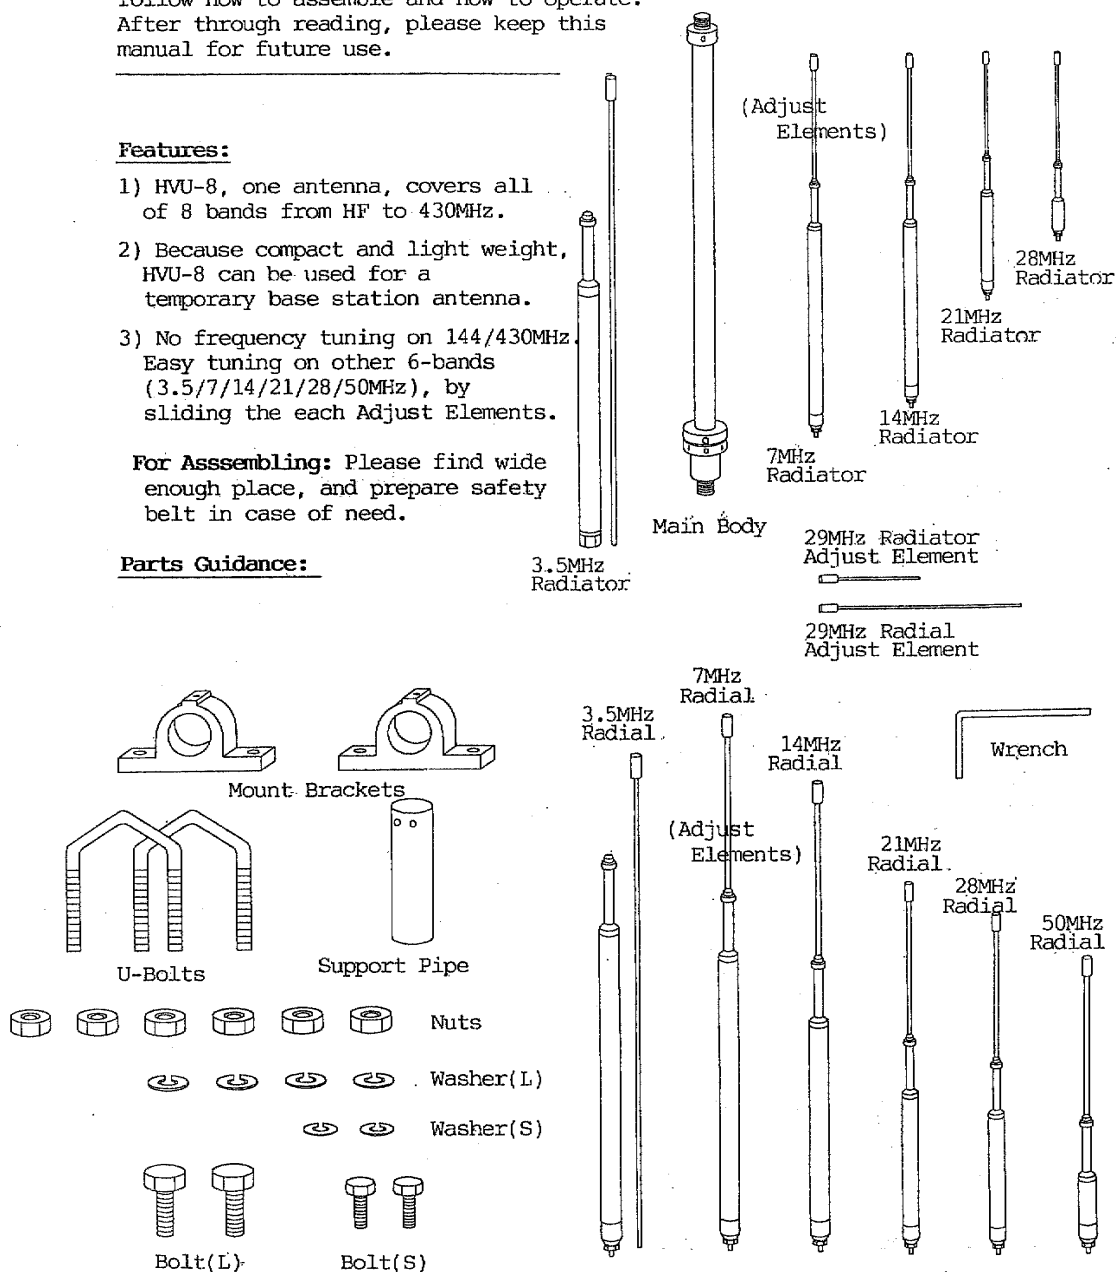 follow how to assemble and how to operate.
After through reading, please keep this
manual for future use.
Features:
1) HVU-8, one antenna, covers all
of 8 bands from HF to 430MHz.
2) Because compact and light weight,
HVU-8 can be used for a
temporary base station antenna.
3) No frequency tuning on 144/430MHz.
Easy tuning on other 6-bands
(3.5/7/14/21/28/50MHz), by
sliding the each Adjust Elements.
For Asssembling: Please find wide
enough place, and prepare safety
belt in case of need.
Parts Guidance:
3.5MHz
Radiator
Main Body
(Adjust
Elements)
7MHz
Radiator
14MHz
Radiator
21MHz
Radiator
28MHz
Radiator
29MHz Radiator
Adjust Element
29MHz Radial
Adjust Element
Mount Brackets
U-Bolts
Support Pipe
Nuts
Washer(L)
Washer(S)
Bolt(L)
Bolt(S)
3.5MHz
Radial
7MHz
Radial
(Adjust
Elements)
14MHz
Radial
Wrench
21MHz
Radial
28MHz
Radial
50MHz
Radial